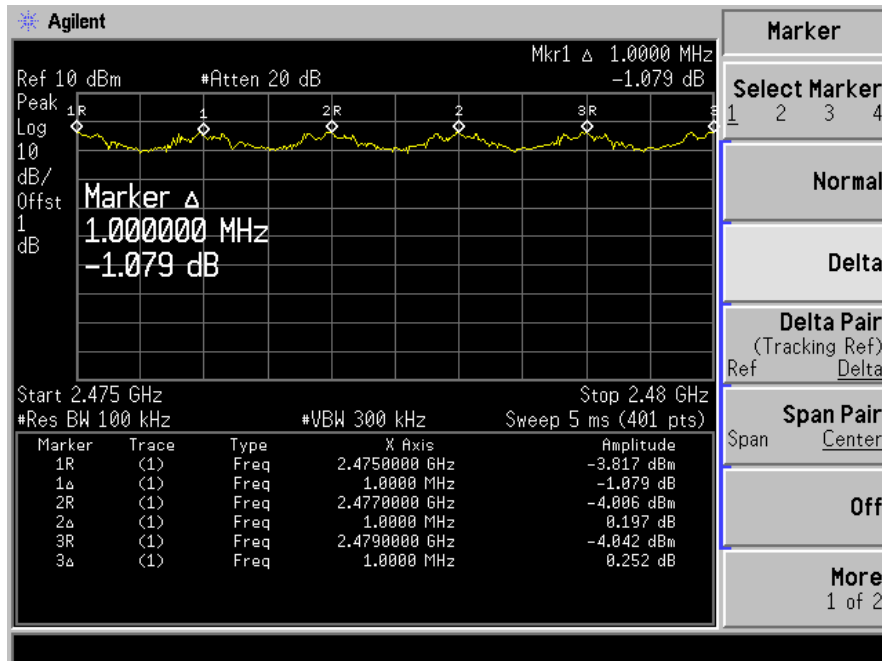 Agilent
Marker
Mkr1 Δ 1.0000 MHz
Ref 10 dBm #Atten 20 dB -1.079 dB
Peak
Log
10
dB/
Offst
1
dB
1R 1 2R 2 3R
Marker Δ
1.000000 MHz
-1.079 dB
Start 2.475 GHz Stop 2.48 GHz
#Res BW 100 kHz #VBW 300 kHz Sweep 5 ms (401 pts)
Marker Trace Type X Axis Amplitude
1R (1) Freq 2.4750000 GHz -3.817 dBm
1Δ (1) Freq 1.0000 MHz -1.079 dB
2R (1) Freq 2.4770000 GHz -4.006 dBm
2Δ (1) Freq 1.0000 MHz 0.197 dB
3R (1) Freq 2.4790000 GHz -4.042 dBm
3Δ (1) Freq 1.0000 MHz 0.252 dB
Select Marker
1 2 3 4
Normal
Delta
Delta Pair
(Tracking Ref)
Ref Delta
Span Pair
Span Center
Off
More
1 of 2